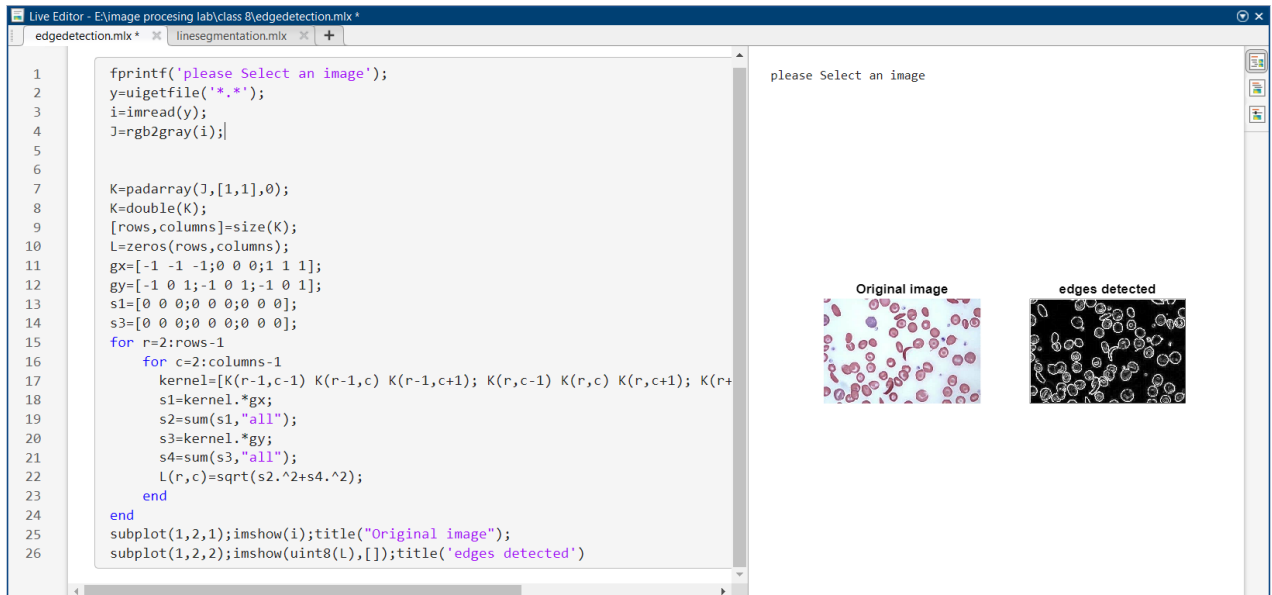 Live Editor - E:\image procesing lab\class 8\edgedetection.mlx *
edgedetection.mlx * linesegmentation.mlx
1 fprintf('please Select an image');
2 y=uigetfile('*.*');
3 i=imread(y);
4 J=rgb2gray(i);
5
6
7 K=padarray(J,[1,1],0);
8 K=double(K);
9 [rows,columns]=size(K);
10 L=zeros(rows,columns);
11 gx=[-1 -1 -1;0 0 0;1 1 1];
12 gy=[-1 0 1;-1 0 1;-1 0 1];
13 s1=[0 0 0;0 0 0;0 0 0];
14 s3=[0 0 0;0 0 0;0 0 0];
15 for r=2:rows-1
16 for c=2:columns-1
17 kernel=[K(r-1,c-1) K(r-1,c) K(r-1,c+1); K(r,c-1) K(r,c) K(r,c+1); K(r+
18 s1=kernel.*gx;
19 s2=sum(s1,"all");
20 s3=kernel.*gy;
21 s4=sum(s3,"all");
22 L(r,c)=sqrt(s2.^2+s4.^2);
23 end
24 end
25 subplot(1,2,1);imshow(i);title("Original image");
26 subplot(1,2,2);imshow(uint8(L),[]);title('edges detected')
please Select an image
Original image
edges detected